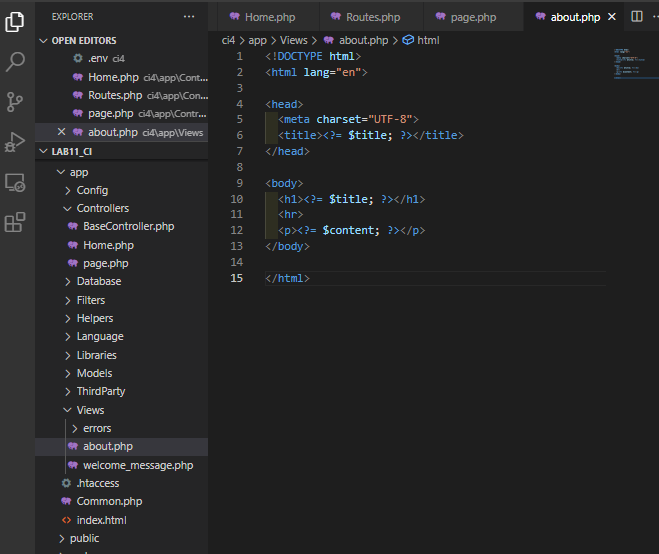 EXPLORER ...
OPEN EDITORS
.env ci4
Home.php ci4\app\Cont...
Routes.php ci4\app\Con...
page.php ci4\app\Contr...
about.php ci4\app\Views
LAB11_CI
app
Config
Controllers
BaseController.php
Home.php
page.php
Database
Filters
Helpers
Language
Libraries
Models
ThirdParty
Views
errors
about.php
welcome_message.php
.htaccess
Common.php
index.html
public
Home.php Routes.php page.php about.php
ci4 > app > Views > about.php > html
1 <!DOCTYPE html>
2 <html lang="en">
3
4 <head>
5 <meta charset="UTF-8">
6 <title><?= $title; ?></title>
7 </head>
8
9 <body>
10 <h1><?= $title; ?></h1>
11 <hr>
12 <p><?= $content; ?></p>
13 </body>
14
15 </html>